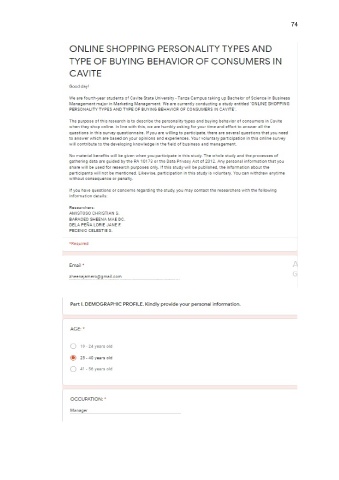 74
ONLINE SHOPPING PERSONALITY TYPES AND
TYPE OF BUYING BEHAVIOR OF CONSUMERS IN
CAVITE
Good day!
We are fourth-year students of Cavite State University - Tanza Campus taking up Bachelor of Science in Business
Management major in Marketing Management. We are currently conducting a study entitled "ONLINE SHOPPING
PERSONALITY TYPES AND TYPE OF BUYING BEHAVIOR OF CONSUMERS IN CAVITE".
The purpose of this research is to describe the personality types and buying behavior of consumers in Cavite
when they shop online. In line with this, we are humbly asking for your time and effort to answer all the
questions in this survey questionnaire. If you are willing to participate, there are several questions that you need
to answer which are based on your opinions and experiences. Your voluntary participation in this online survey
will contribute to the developing knowledge in the field of business and management.
No material benefits will be given when you participate in this study. The whole study and the processes of
gathering data are guided by the RA 10173 or the Data Privacy Act of 2012. Any personal information that you
share will be used for research purposes only. If this study will be published, the information about the
participants will not be mentioned. Likewise, participation in this study is voluntary. You can withdraw anytime
without consequence or penalty.
If you have questions or concerns regarding the study, you may contact the researchers with the following
information details.
Researchers:
CHRISTIAN S.
SHEENA MAE DC.
DELA PEÑA LORIE JANE F.
CELESTIE S.
*Required
Email *
@gmail.com
Part I. DEMOGRAPHIC PROFILE. Kindly provide your personal information.
AGE: *
19 - 24 years old
25 - 40 years old
41 - 56 years old
OCCUPATION: *
Manager